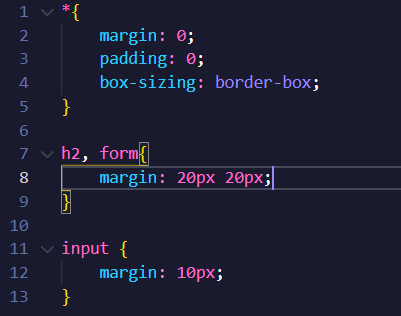 1 *{
2 margin: 0;
3 padding: 0;
4 box-sizing: border-box;
5 }
6
7 h2, form{
8 margin: 20px 20px;
9 }
10
11 input {
12 margin: 10px;
13 }